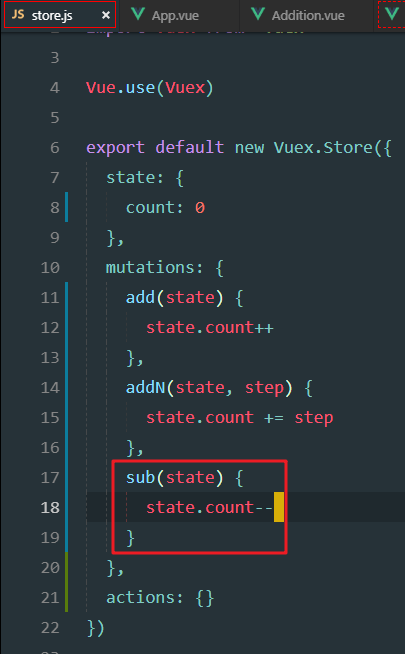 JS store.js × App.vue Addition.vue
2
3
4 Vue.use(Vuex)
5
6 export default new Vuex.Store({
7 state: {
8 count: 0
9 },
10 mutations: {
11 add(state) {
12 state.count++
13 },
14 addN(state, step) {
15 state.count += step
16 },
17 sub(state) {
18 state.count--
19 }
20 },
21 actions: {}
22 })